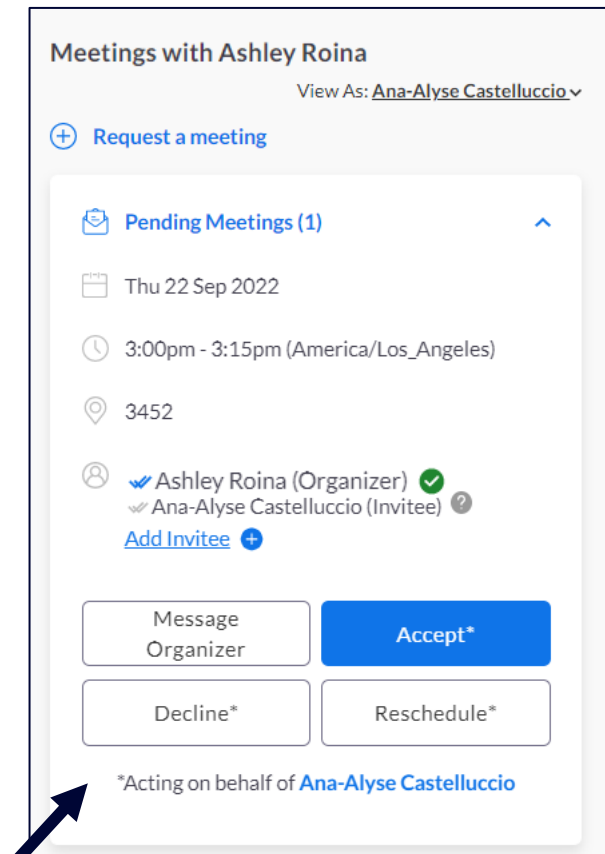 Meetings with Ashley Roina
View As: Ana-Alyse Castelluccio
Request a meeting
Pending Meetings (1)
Thu 22 Sep 2022
3:00pm - 3:15pm (America/Los_Angeles)
3452
Ashley Roina (Organizer)
Ana-Alyse Castelluccio (Invitee) ?
Add Invitee +
Message
Organizer
Accept*
Decline*
Reschedule*
*Acting on behalf of Ana-Alyse Castelluccio